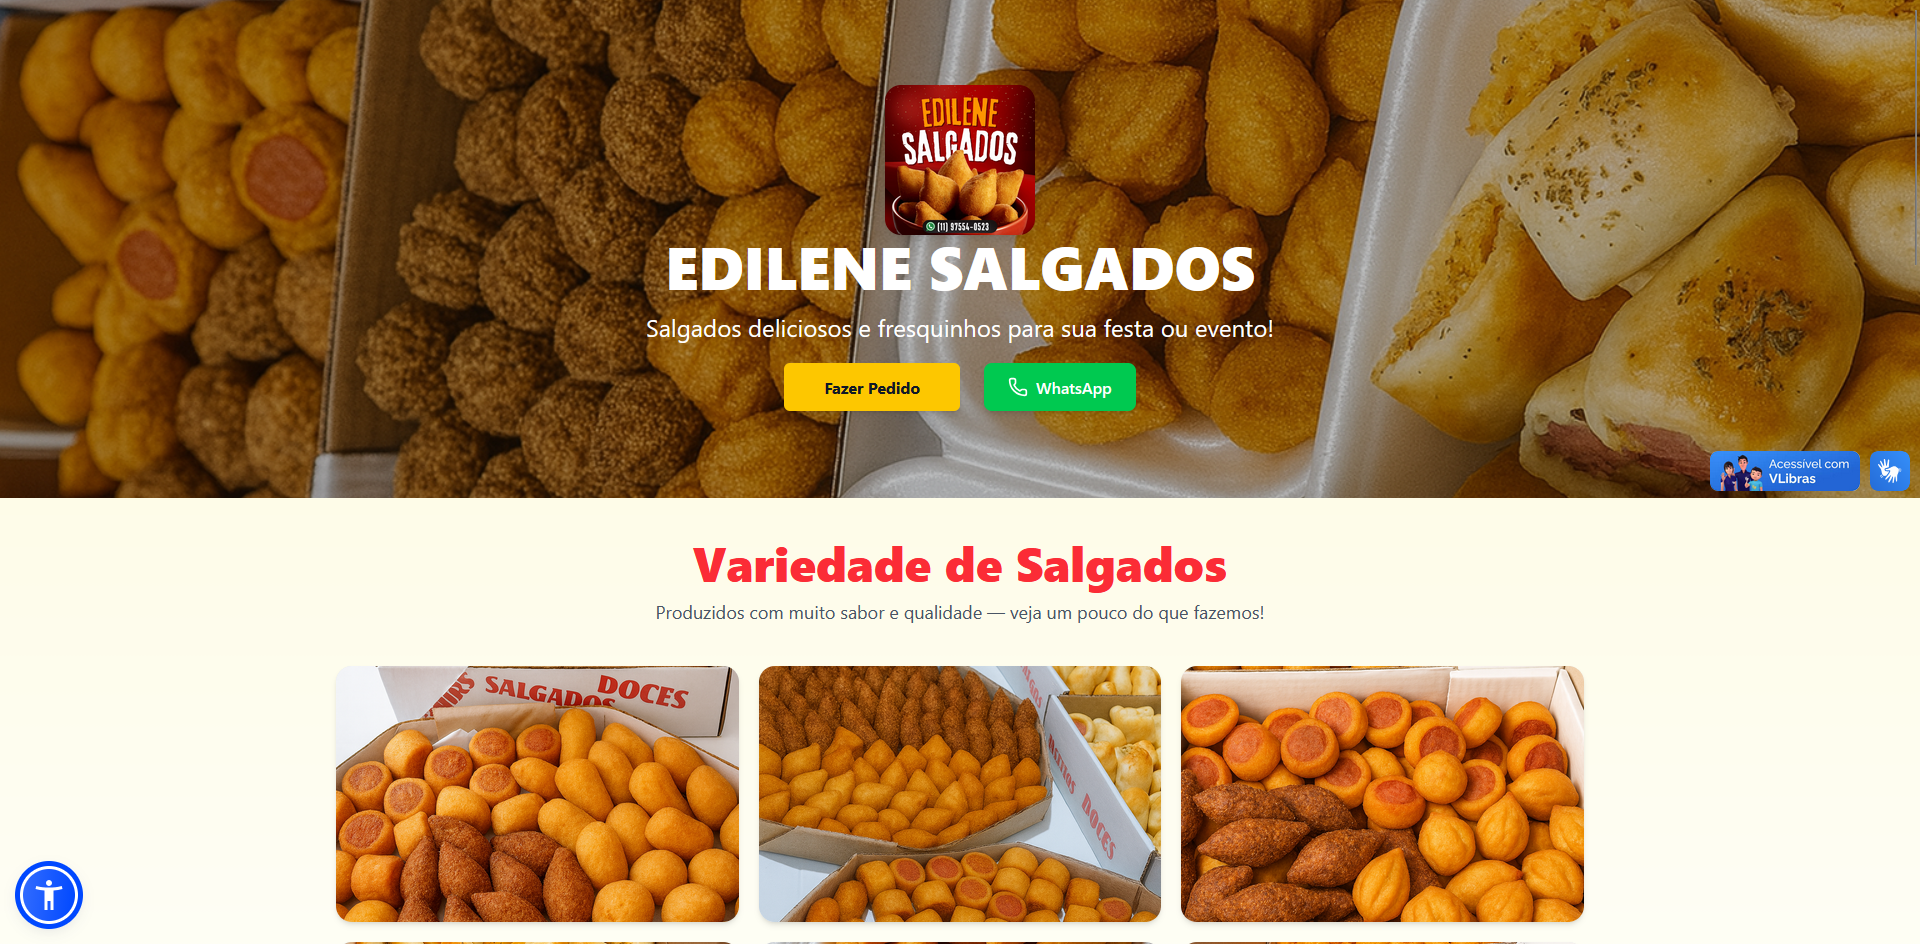 EDILENE
SALGADOS
(11) 97554-0523
EDILENE SALGADOS
Salgados deliciosos e fresquinhos para sua festa ou evento!
Fazer Pedido
WhatsApp
Acessível com
VLibras
Variedade de Salgados
Produzidos com muito sabor e qualidade — veja um pouco do que fazemos!
SALGADOS
DOCES
DOCES